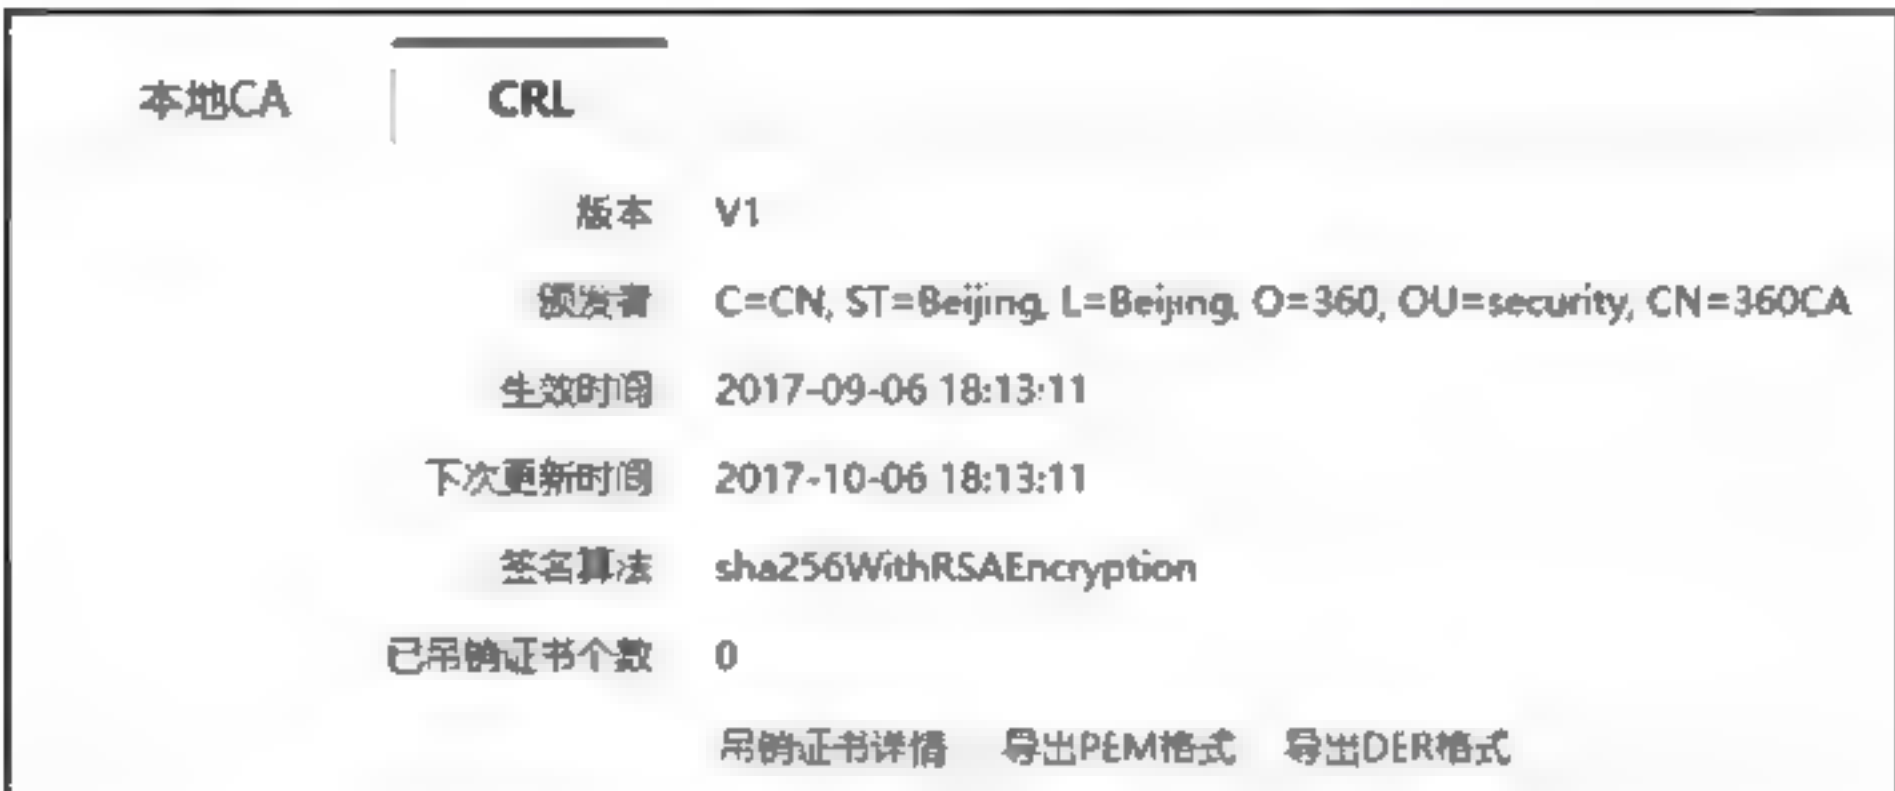 本地CA CRL
版本 V1
颁发者 C=CN, ST=Beijing, L=Beijing, O=360, OU=security, CN=360CA
生效时间 2017-09-06 18:13:11
下次更新时间 2017-10-06 18:13:11
签名算法 sha256WithRSAEncryption
已吊销证书个数 0
吊销证书详情 导出PEM格式 导出DER格式